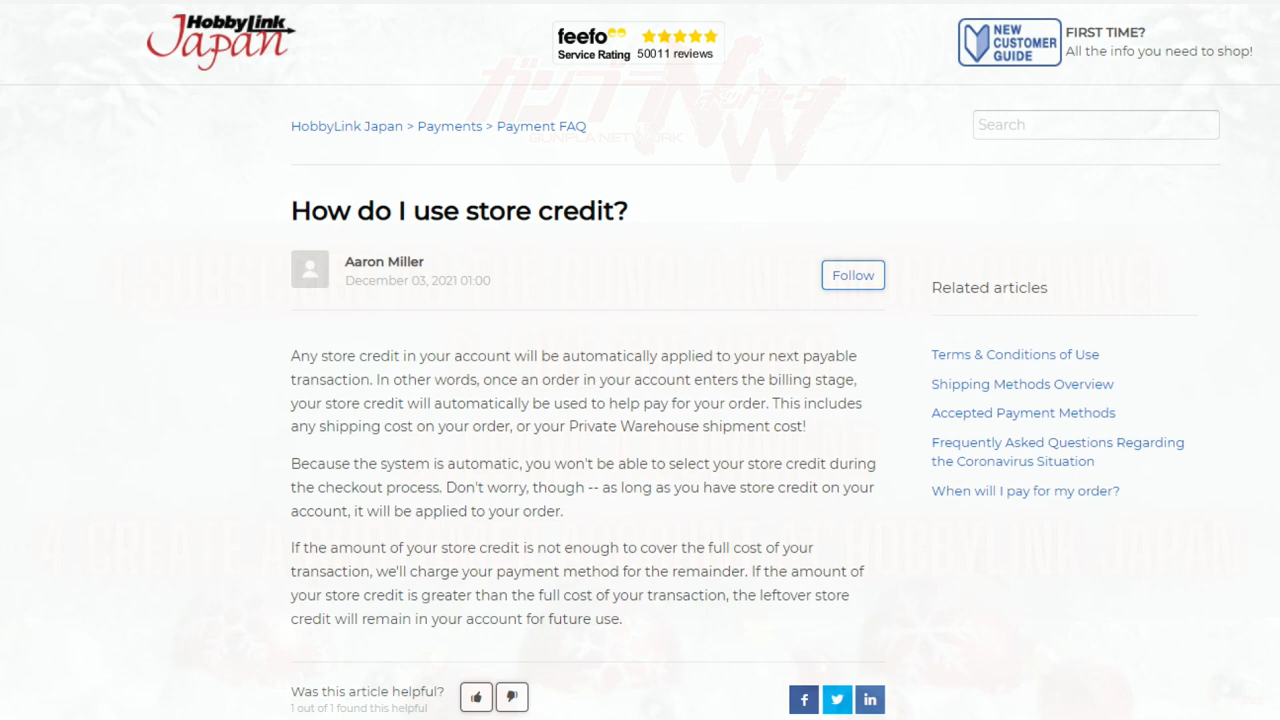 HobbyLink
Japan
feefo
Service Rating 50011 reviews
NEW
CUSTOMER
GUIDE
FIRST TIME?
All the info you need to shop!
ガンプラ
NW
GUNPLA NETWORK
HobbyLink Japan > Payments > Payment FAQ
Search
How do I use store credit?
Aaron Miller
December 03, 2021 01:00
Follow
Any store credit in your account will be automatically applied to your next payable
transaction. In other words, once an order in your account enters the billing stage,
your store credit will automatically be used to help pay for your order. This includes
any shipping cost on your order, or your Private Warehouse shipment cost!
Because the system is automatic, you won't be able to select your store credit during
the checkout process. Don't worry, though -- as long as you have store credit on your
account, it will be applied to your order.
If the amount of your store credit is not enough to cover the full cost of your
transaction, we'll charge your payment method for the remainder. If the amount of
your store credit is greater than the full cost of your transaction, the leftover store
credit will remain in your account for future use.
Was this article helpful?
1 out of 1 found this helpful
f
in
Related articles
Terms & Conditions of Use
Shipping Methods Overview
Accepted Payment Methods
Frequently Asked Questions Regarding
the Coronavirus Situation
When will I pay for my order?